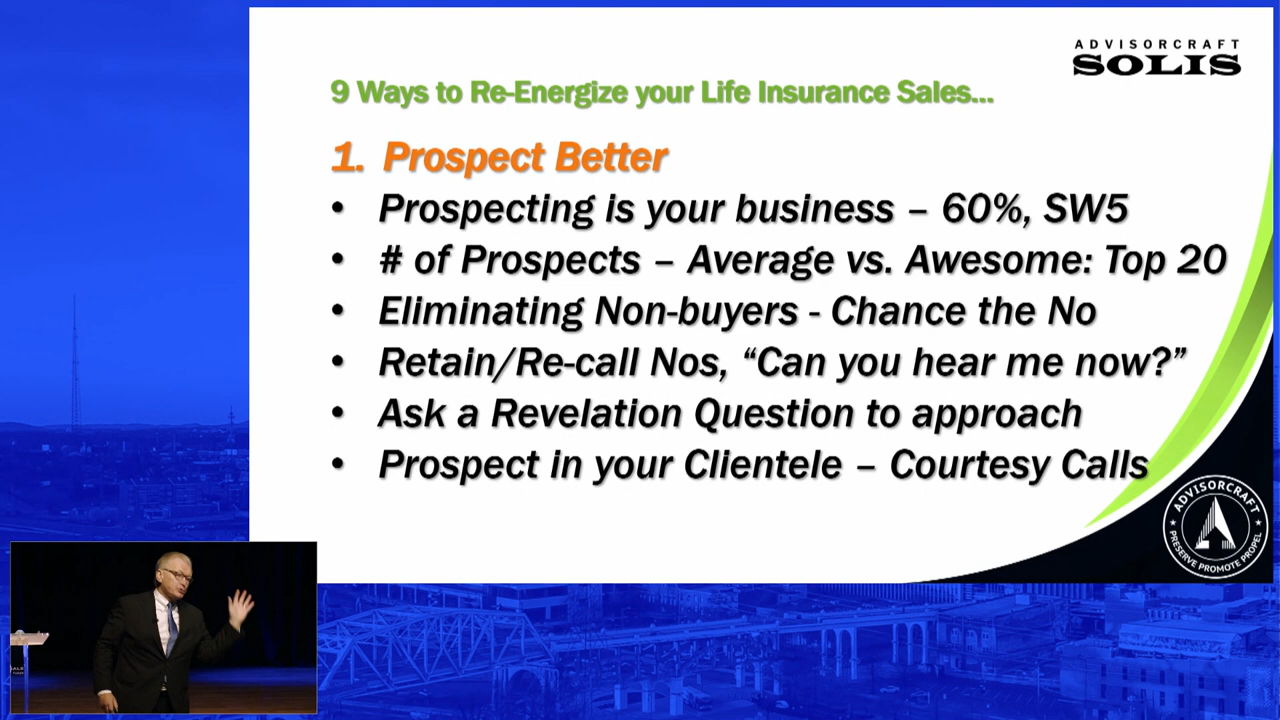 ADVISORCRAFT
SOLIS
9 Ways to Re-Energize your Life Insurance Sales...
1. Prospect Better
• Prospecting is your business – 60%, SW5
• # of Prospects – Average vs. Awesome: Top 20
• Eliminating Non-buyers - Chance the No
• Retain/Re-call Nos, “Can you hear me now?”
• Ask a Revelation Question to approach
• Prospect in your Clientele – Courtesy Calls
ADVISORCRAFT
PRESERVE PROMOTE PROPEL